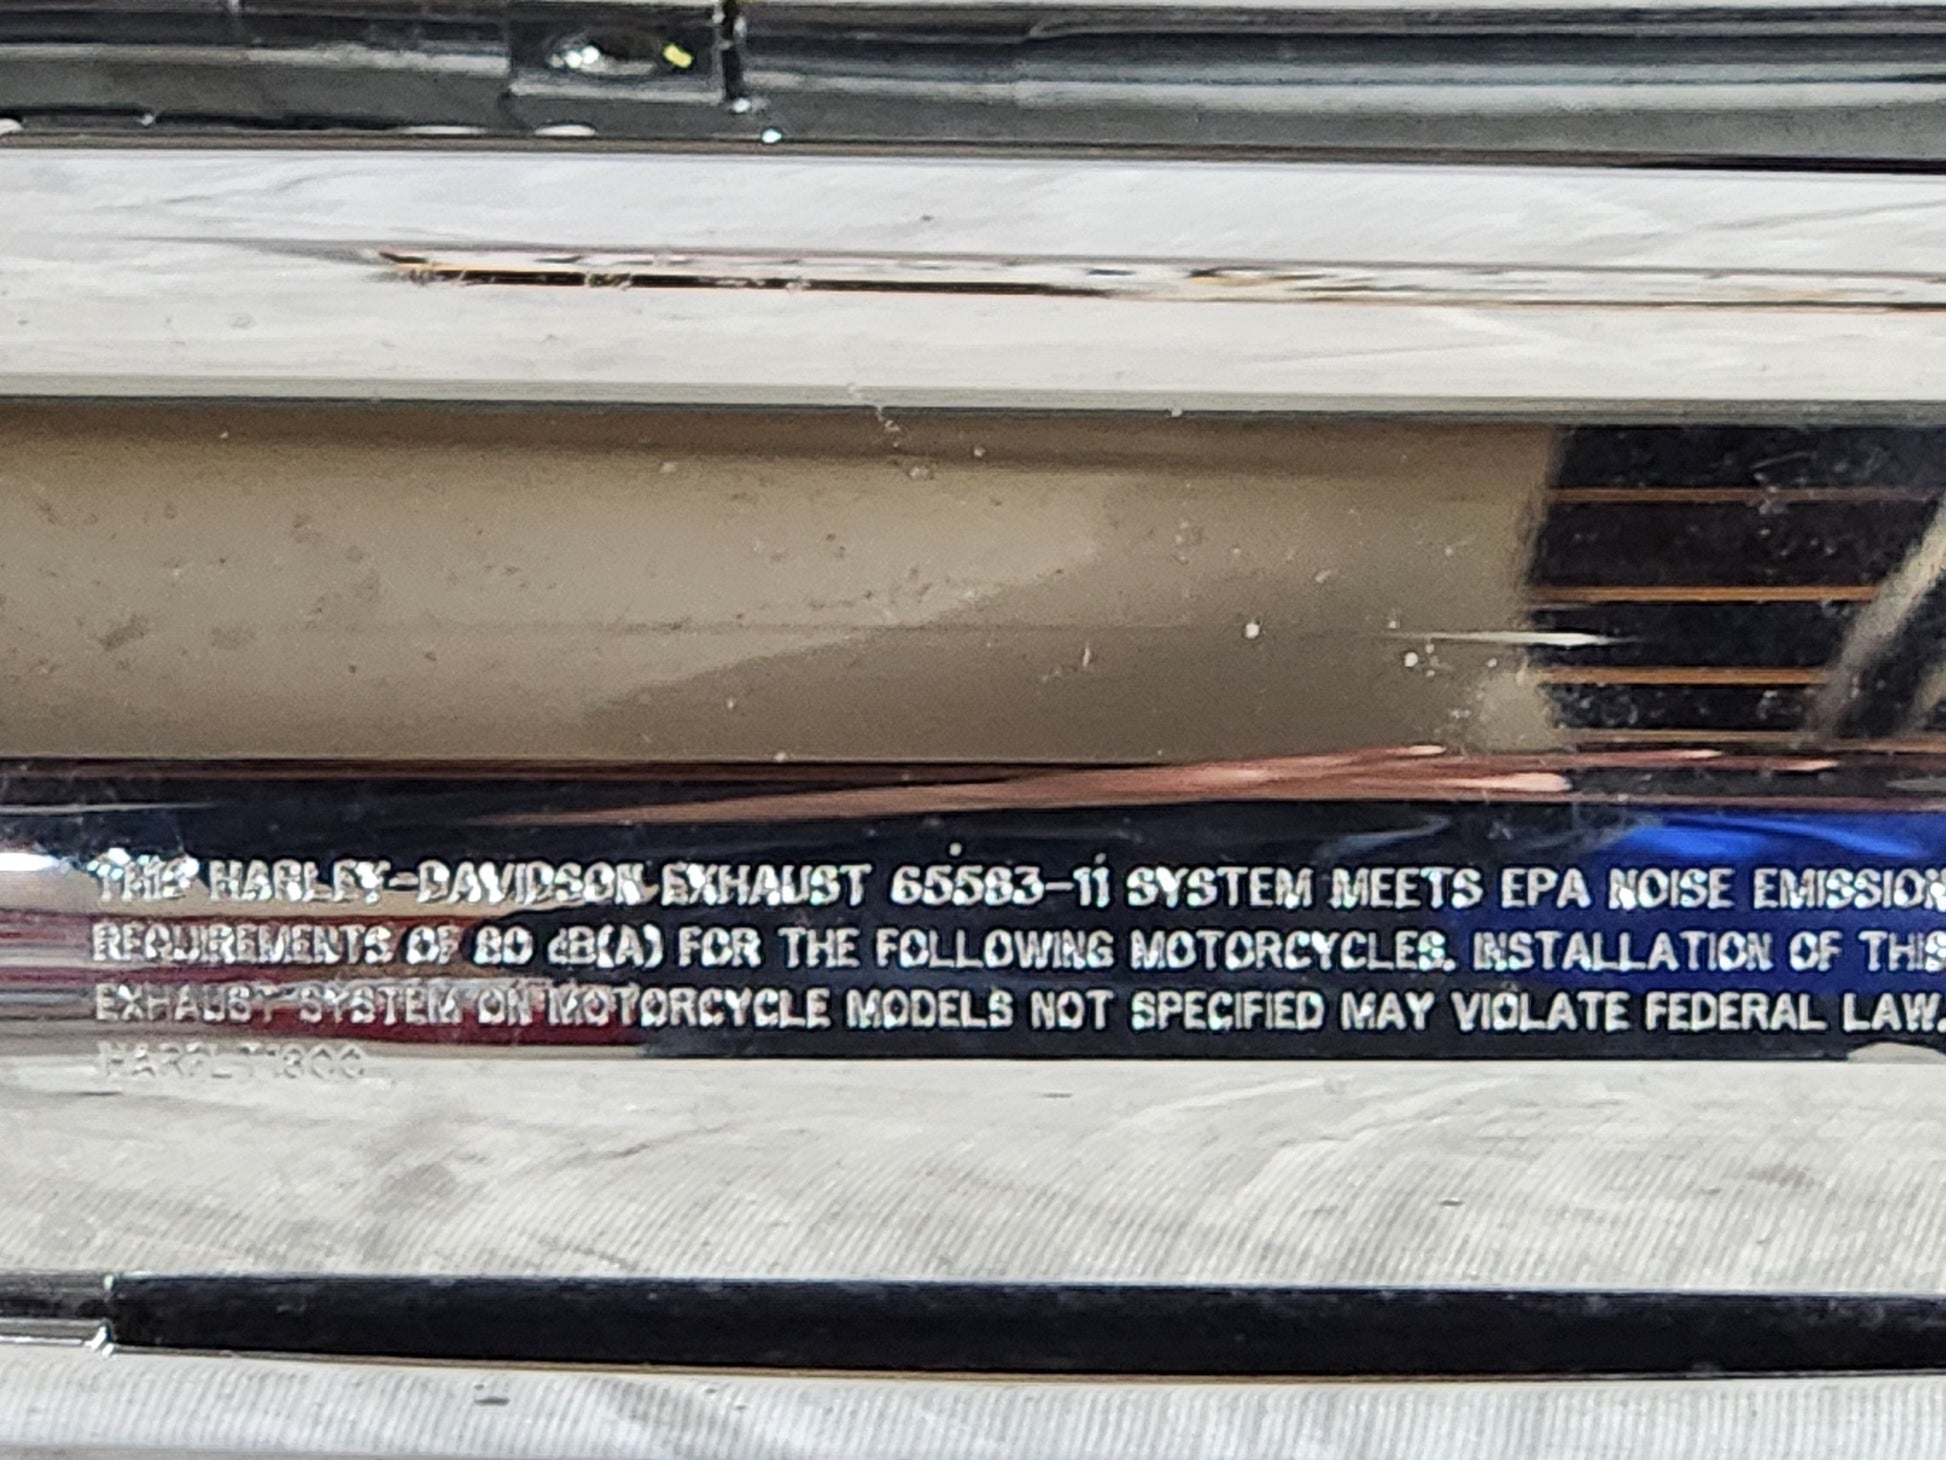 THIS HARLEY-DAVIDSON EXHAUST 65583-11 SYSTEM MEETS EPA NOISE EMISSION
REQUIREMENTS OF 80 dB(A) FOR THE FOLLOWING MOTORCYCLES. INSTALLATION OF THIS
EXHAUST SYSTEM ON MOTORCYCLE MODELS NOT SPECIFIED MAY VIOLATE FEDERAL LAW.